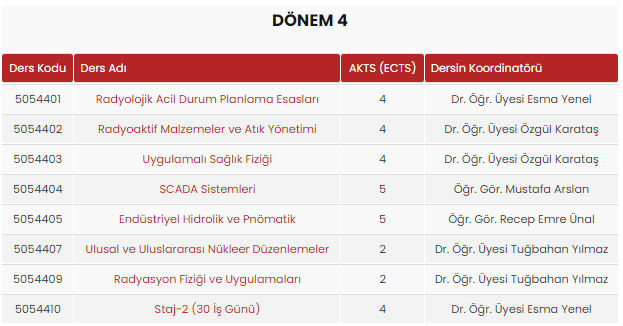 DÖNEM 4
Ders Kodu Ders Adı AKTS (ECTS) Dersin Koordinatörü
5054401 Radyolojik Acil Durum Planlama Esasları 4 Dr. Öğr. Üyesi Esma Yenel
5054402 Radyoaktif Malzemeler ve Atık Yönetimi 4 Dr. Öğr. Üyesi Özgül Karataş
5054403 Uygulamalı Sağlık Fiziği 4 Dr. Öğr. Üyesi Özgül Karataş
5054404 SCADA Sistemleri 5 Öğr. Gör. Mustafa Arslan
5054405 Endüstriyel Hidrolik ve Pnömatik 5 Öğr. Gör. Recep Emre Ünal
5054407 Ulusal ve Uluslararası Nükleer Düzenlemeler 2 Dr. Öğr. Üyesi Tuğbahan Yılmaz
5054409 Radyasyon Fiziği ve Uygulamaları 2 Dr. Öğr. Üyesi Tuğbahan Yılmaz
5054410 Staj-2 (30 İş Günü) 4 Dr. Öğr. Üyesi Esma Yenel